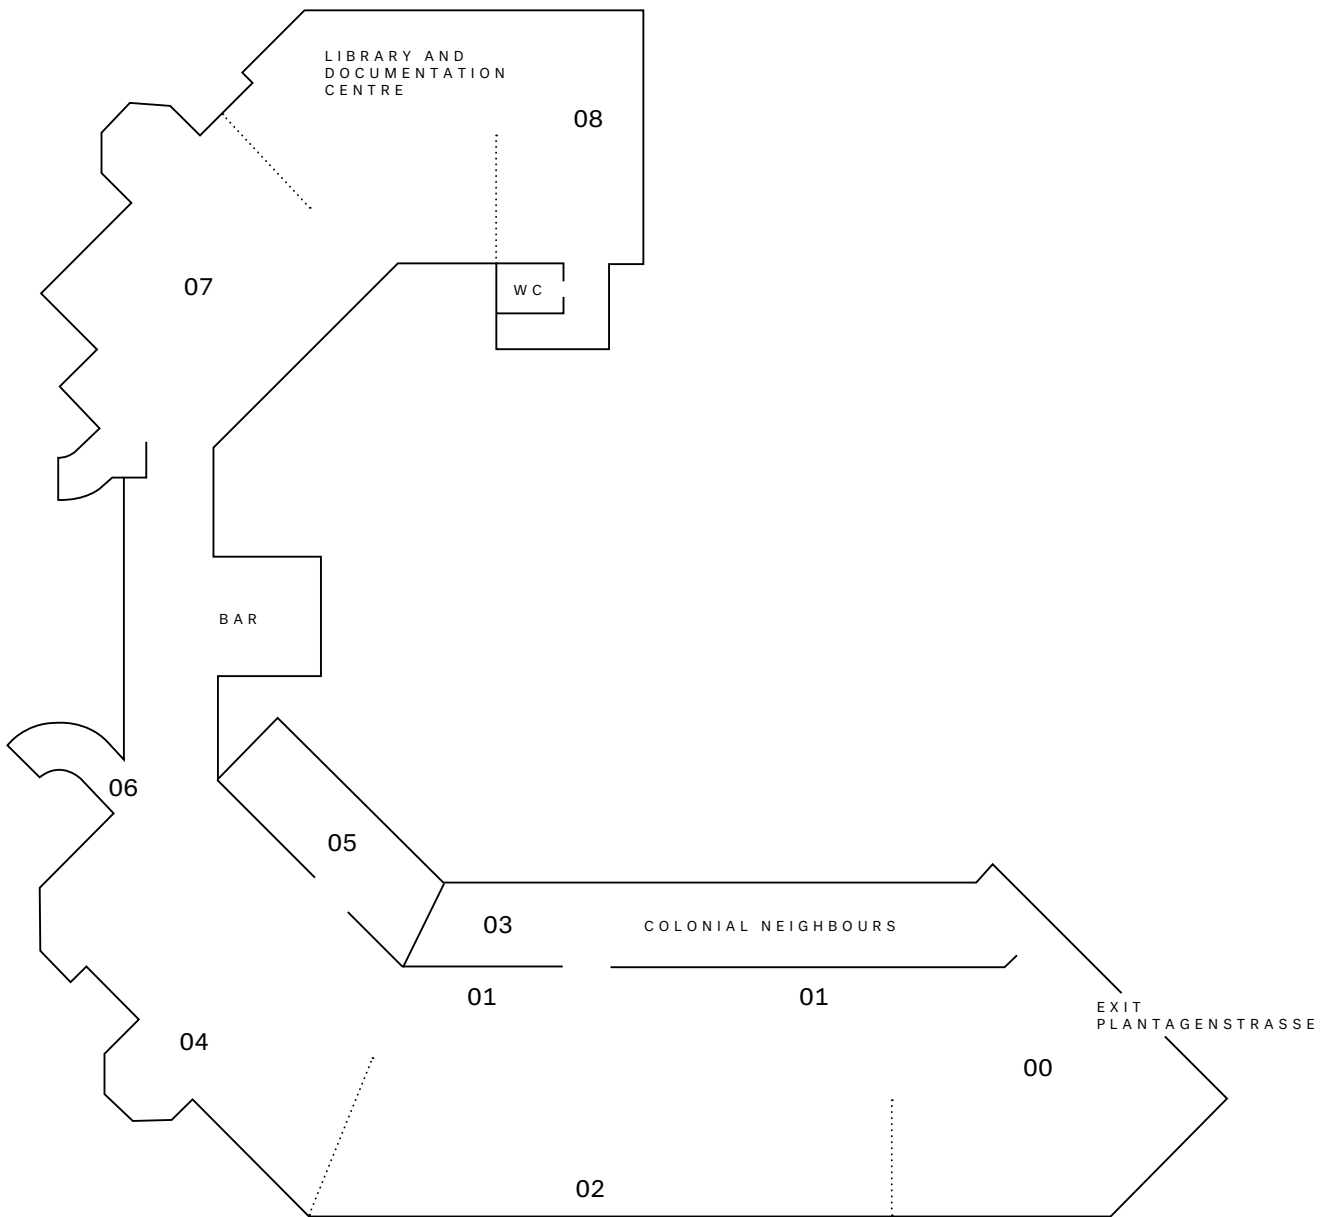 LIBRARY AND
DOCUMENTATION
CENTRE
08
07
WC
BAR
06
05
03
COLONIAL NEIGHBOURS
01
01
EXIT
PLANTAGENSTRASSE
04
00
02